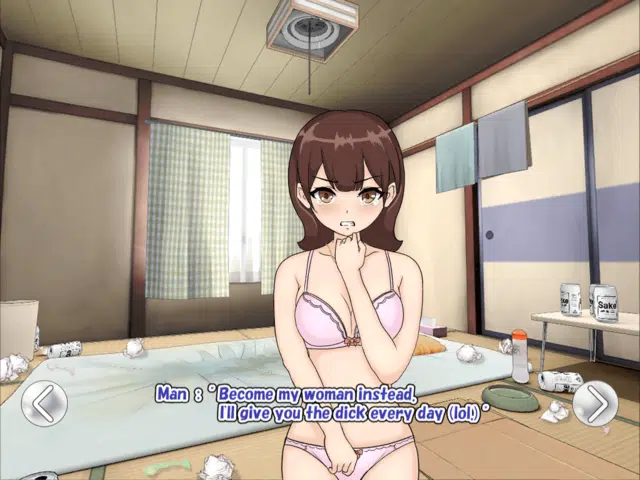 Sake
Man : "Become my woman instead,
I'll give you the dick every day (lol)"